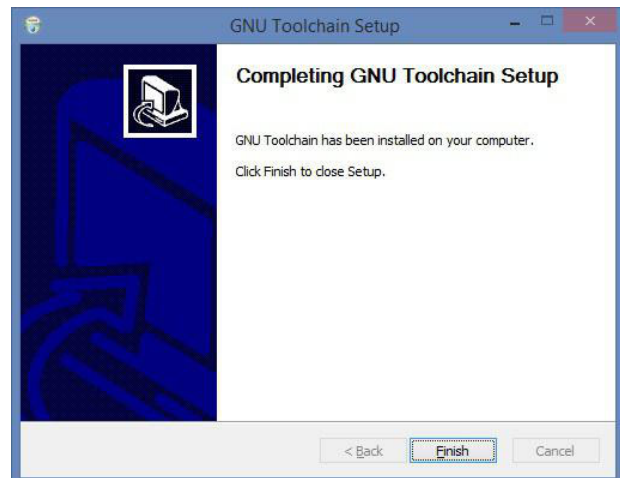 GNU Toolchain Setup
Completing GNU Toolchain Setup
GNU Toolchain has been installed on your computer.
Click Finish to close Setup.
< Back
Finish
Cancel